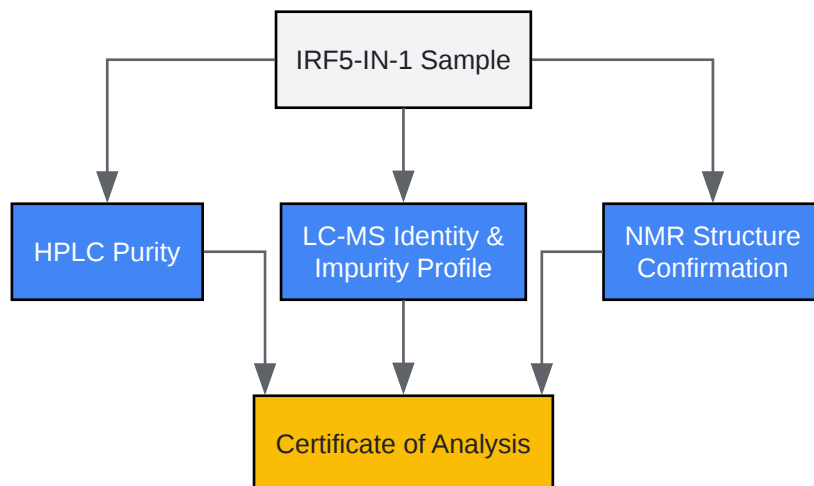 IRF5-IN-1 Sample
HPLC Purity
LC-MS Identity &
Impurity Profile
NMR Structure
Confirmation
Certificate of Analysis